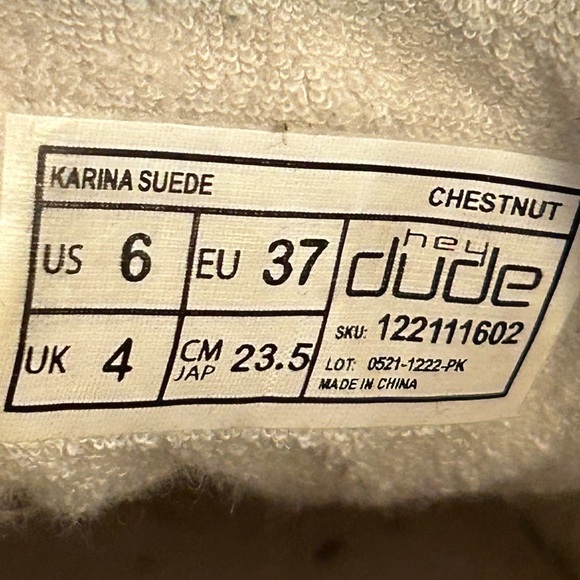 KARINA SUEDE
CHESTNUT
US 6
EU 37
UK 4
CM
JAP
23.5
hey
dude
SKU: 122111602
LOT: 0521-1222-PK
MADE IN CHINA